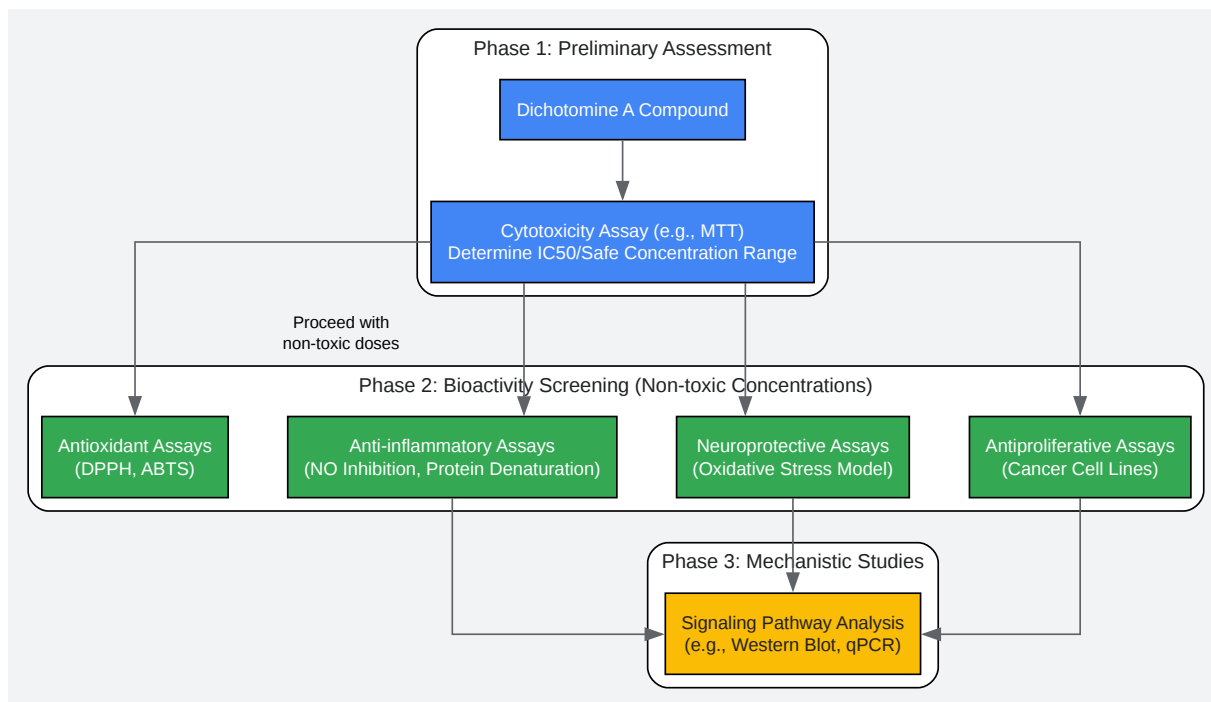 Phase 1: Preliminary Assessment
Dichotomine A Compound
Cytotoxicity Assay (e.g., MTT)
Determine IC50/Safe Concentration Range
Proceed with
non-toxic doses
Phase 2: Bioactivity Screening (Non-toxic Concentrations)
Antioxidant Assays
(DPPH, ABTS)
Anti-inflammatory Assays
(NO Inhibition, Protein Denaturation)
Neuroprotective Assays
(Oxidative Stress Model)
Antiproliferative Assays
(Cancer Cell Lines)
Phase 3: Mechanistic Studies
Signaling Pathway Analysis
(e.g., Western Blot, qPCR)